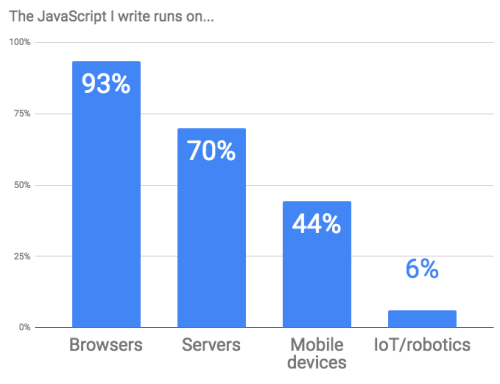 The JavaScript I write runs on...
100%
75%
50%
25%
0%
93%
70%
44%
6%
Browsers
Servers
Mobile
devices
IoT/robotics